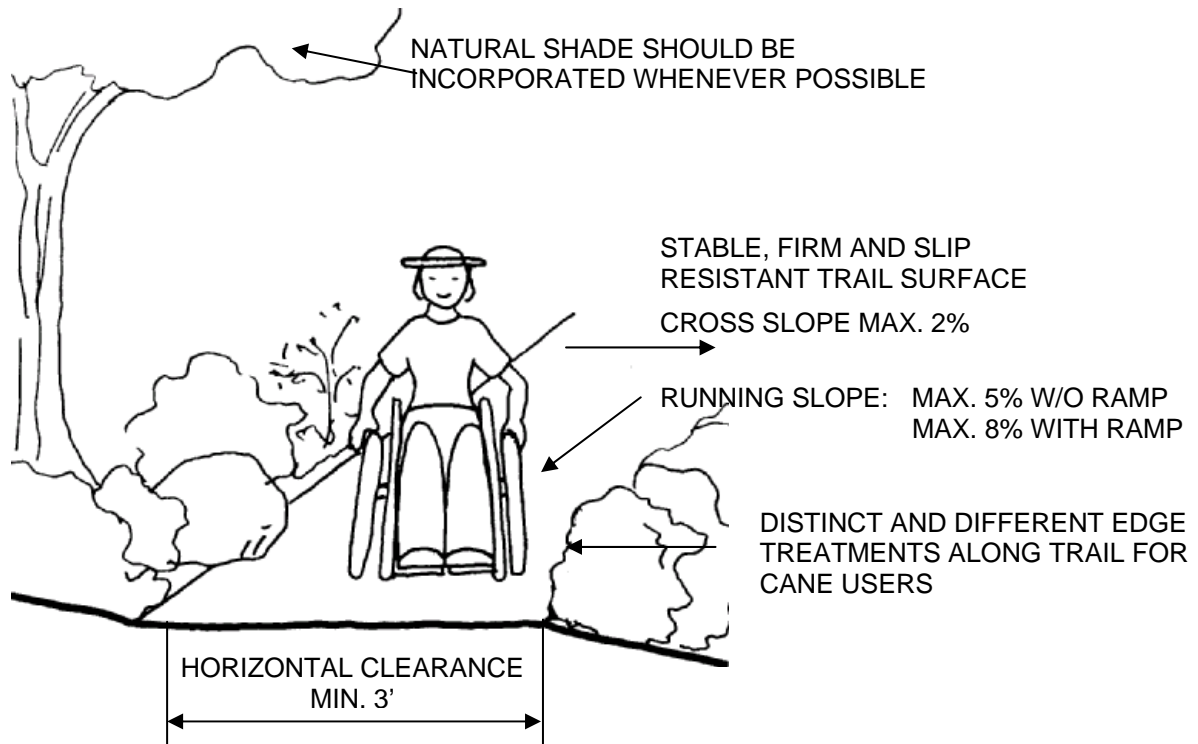 NATURAL SHADE SHOULD BE
INCORPORATED WHENEVER POSSIBLE
STABLE, FIRM AND SLIP
RESISTANT TRAIL SURFACE
CROSS SLOPE MAX. 2%
RUNNING SLOPE: MAX. 5% W/O RAMP
MAX. 8% WITH RAMP
DISTINCT AND DIFFERENT EDGE
TREATMENTS ALONG TRAIL FOR
CANE USERS
HORIZONTAL CLEARANCE
MIN. 3’